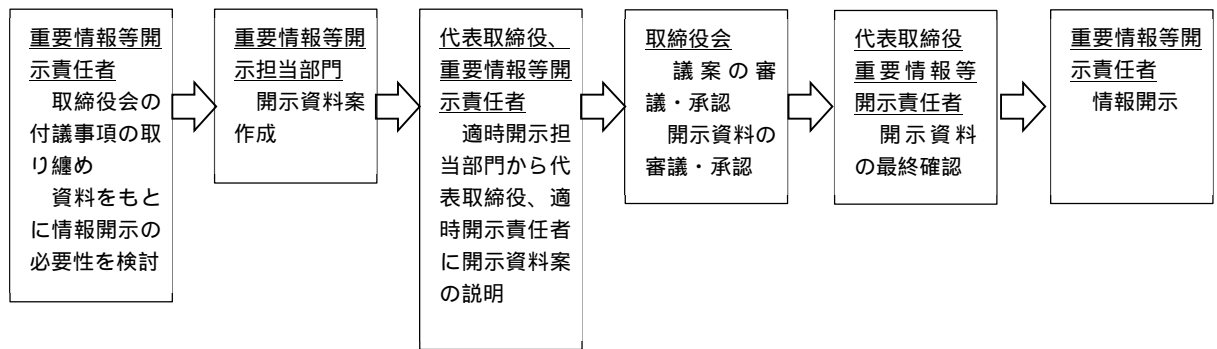 重要情報等開
示責任者
取締役会の
付議事項の取
り纏め
資料をもと
に情報開示の
必要性を検討
重要情報等開
示担当部門
開示資料案
作成
代表取締役、
重要情報等開
示責任者
適時開示担
当部門から代
表取締役、適
時開示責任者
に開示資料案
の説明
取締役会
議案の審
議・承認
開示資料の
審議・承認
代表取締役
重要情報等
開示責任者
開示資料
の最終確認
重要情報等開
示責任者
情報開示